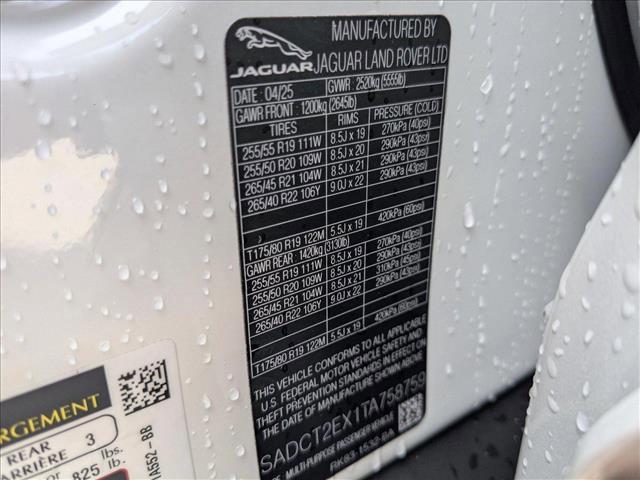 MANUFACTURED BY
JAGUAR JAGUAR LAND ROVER LTD
DATE : 04/25 GVWR : 2520kg (5555lb)
GAWR FRONT : 1200kg (2645lb)
TIRES RIMS PRESSURE (COLD)
255/55 R19 111W 8.5J x 19 270kPa (40psi)
255/50 R20 109W 8.5J x 20 290kPa (43psi)
265/45 R21 104W 8.5J x 21 290kPa (43psi)
265/40 R22 106Y 9.0J x 22 290kPa (43psi)
T175/80 R19 122M 5.5J x 19 420kPa (60psi)
GAWR REAR : 1420kg (3130lb)
255/55 R19 111W 8.5J x 19 270kPa (40psi)
255/50 R20 109W 8.5J x 20 290kPa (43psi)
265/45 R21 104W 8.5J x 21 310kPa (45psi)
265/40 R22 106Y 9.0J x 22 290kPa (43psi)
T175/80 R19 122M 5.5J x 19 420kPa (60psi)
THIS VEHICLE CONFORMS TO ALL APPLICABLE
U.S. FEDERAL MOTOR VEHICLE SAFETY AND
THEFT PREVENTION STANDARDS IN EFFECT
ON THE DATE OF MANUFACTURE SHOWN ABOVE
SADCT2EX1TA758759
MULTI-PURPOSE PASSENGER VEHICLE
RK83-1532-BA
REAR 3
ARRIÈRE
or 825 lb.
lbs.